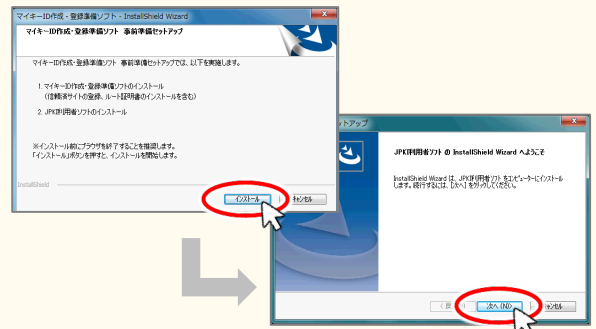 マイキーID作成・登録準備ソフト - InstallShield Wizard
マイキーID作成・登録準備ソフト 事前準備セットアップ
マイキーID作成・登録準備ソフト 事前準備セットアップでは、以下を実施します。
1. マイキーID作成・登録準備ソフトのインストール
(信頼済サイトの登録、ルート証明書のインストールを含む)
2. JPKI利用者ソフトのインストール
※インストール前にブラウザを終了することを推奨します。
「インストール」ボタンを押すと、インストールを開始します。
InstallShield
インストール
キャンセル
トアップ
JPKI利用者ソフト の InstallShield Wizard へようこそ
InstallShield Wizard は、JPKI利用者ソフト をコンピューターにインストール
します。続行するには、[次へ] をクリックしてください。
次へ(N)>